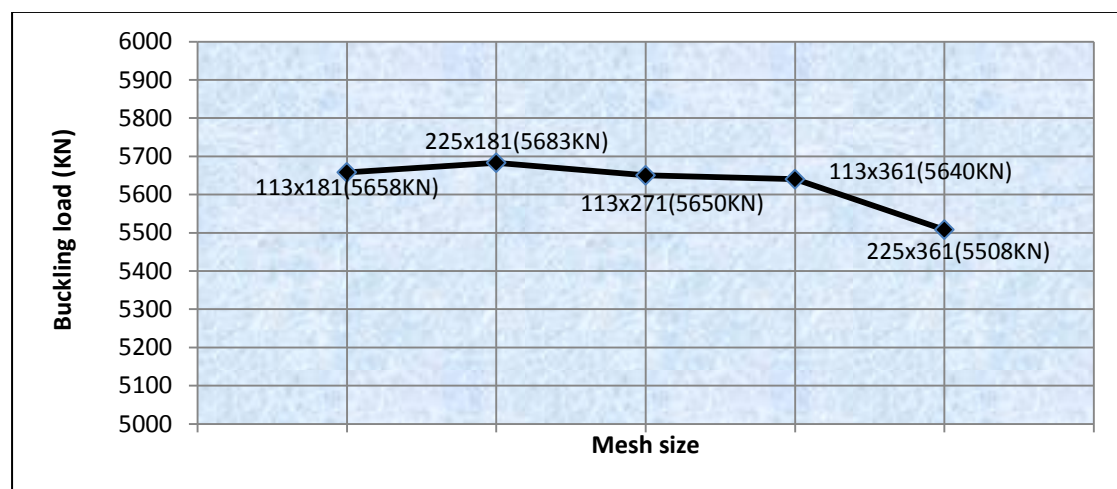 6000
5900
5800
5700
5600
5500
5400
5300
5200
5100
5000
Buckling load (KN)
225x181(5683KN)
113x181(5658KN)
113x271(5650KN)
113x361(5640KN)
225x361(5508KN)
Mesh size